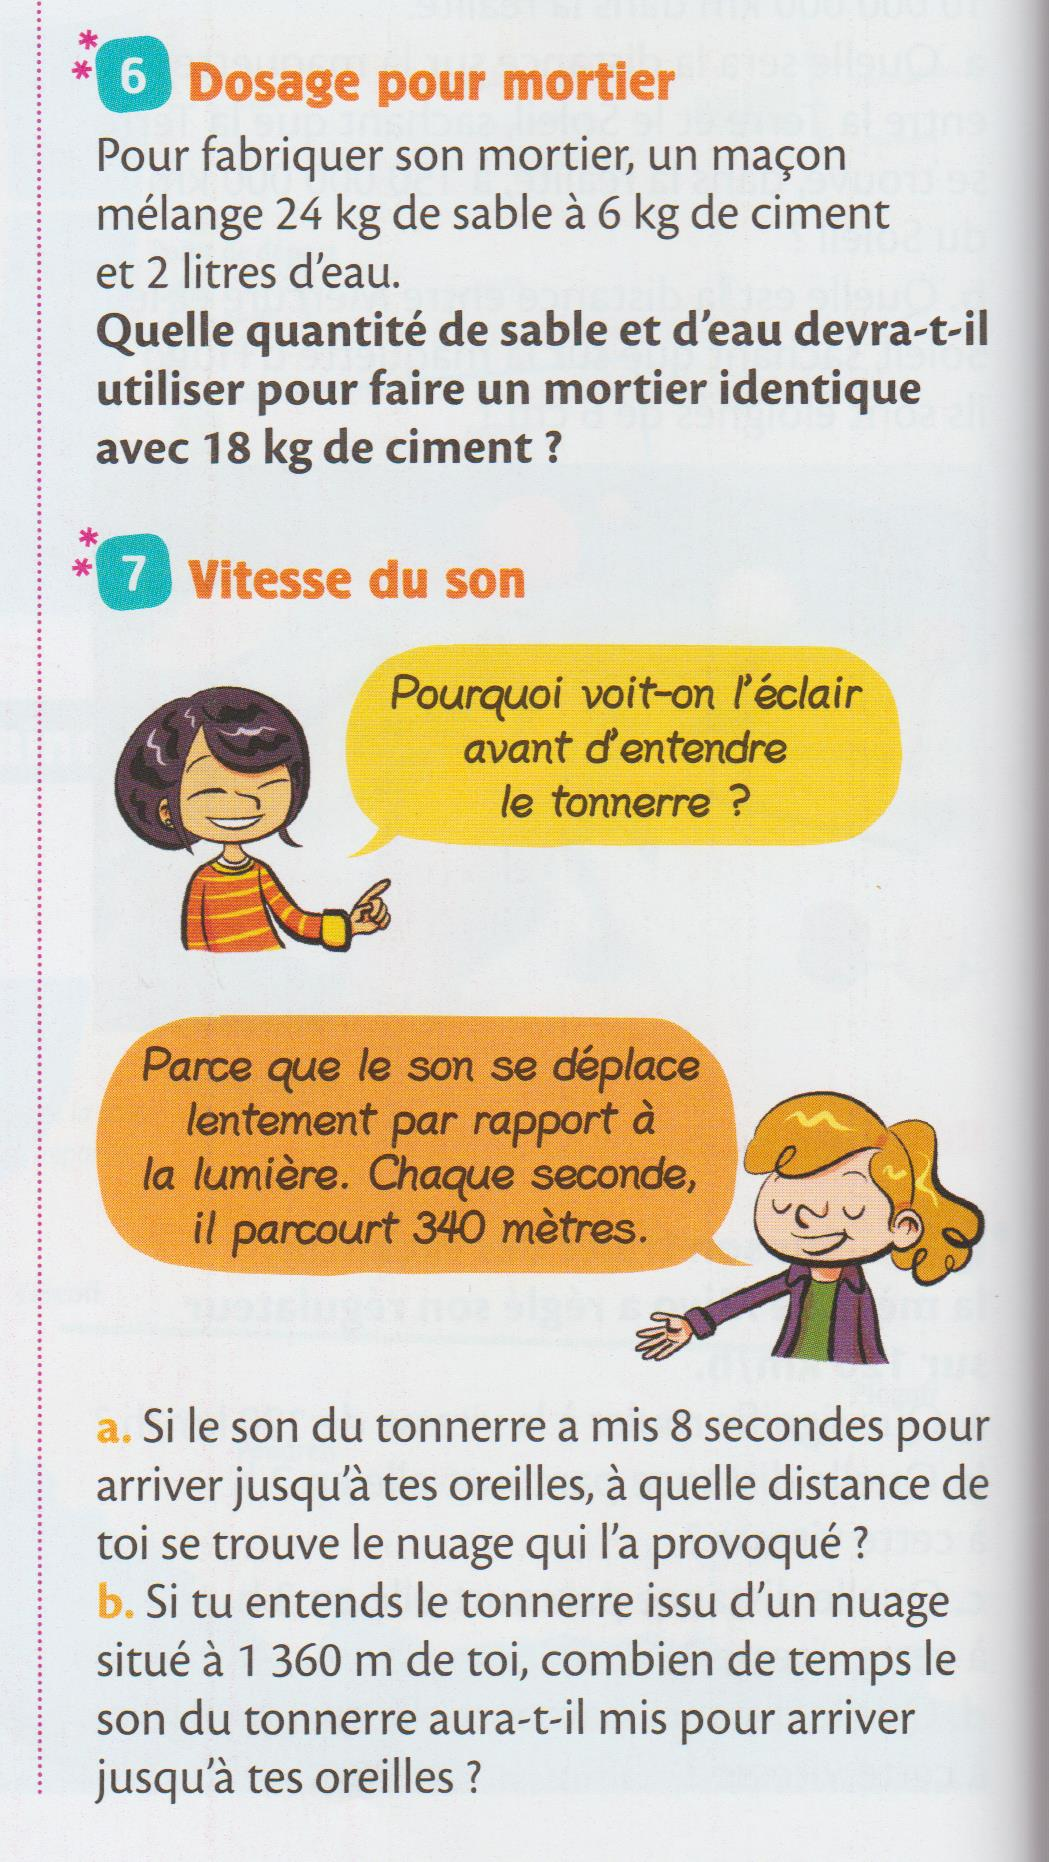 6 Dosage pour mortier
Pour fabriquer son mortier, un maçon
mélange 24 kg de sable à 6 kg de ciment
et 2 litres d’eau.
Quelle quantité de sable et d’eau devra-t-il
utiliser pour faire un mortier identique
avec 18 kg de ciment ?
7 Vitesse du son
Pourquoi voit-on l’éclair
avant d’entendre
le tonnerre ?
Parce que le son se déplace
lentement par rapport à
la lumière. Chaque seconde,
il parcourt 340 mètres.
a. Si le son du tonnerre a mis 8 secondes pour
arriver jusqu’à tes oreilles, à quelle distance de
toi se trouve le nuage qui l’a provoqué ?
b. Si tu entends le tonnerre issu d’un nuage
situé à 1 360 m de toi, combien de temps le
son du tonnerre aura-t-il mis pour arriver
jusqu’à tes oreilles ?